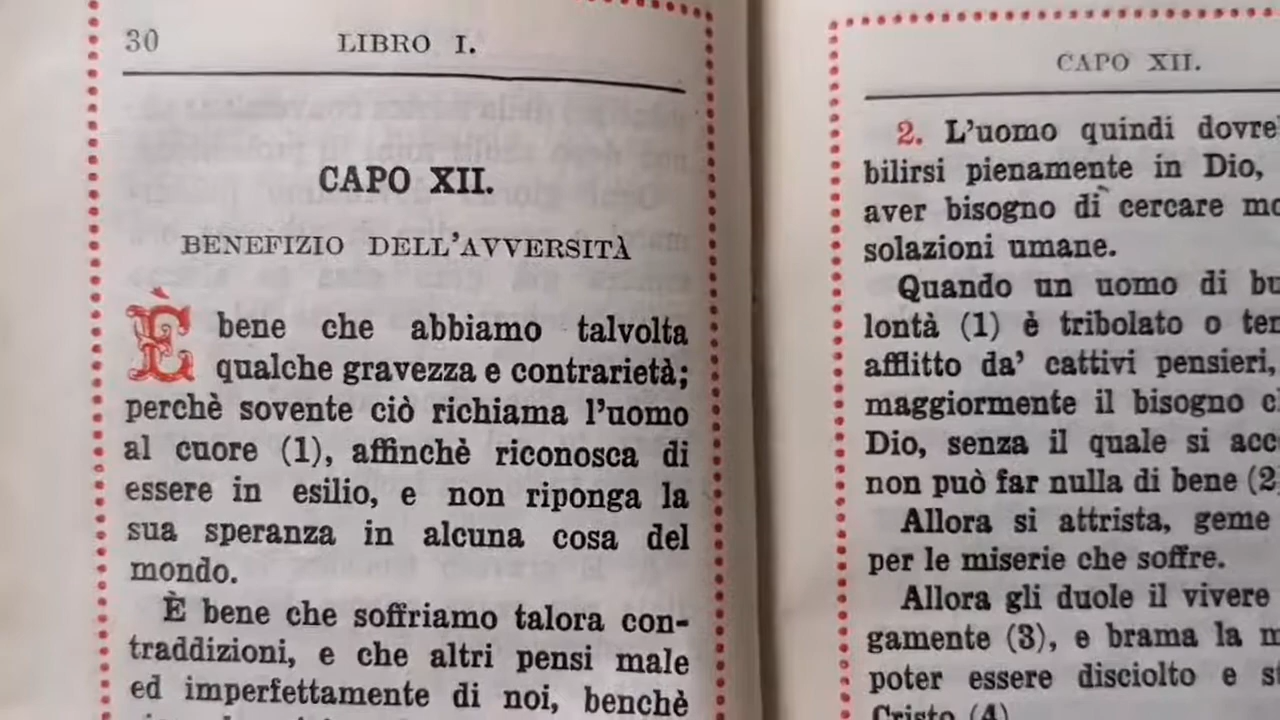 30 LIBRO I.
CAPO XII.
BENEFIZIO DELL'AVVERSITÀ
È bene che abbiamo talvolta
qualche gravezza e contrarietà;
perchè sovente ciò richiama l'uomo
al cuore (1), affinchè riconosca di
essere in esilio, e non riponga la
sua speranza in alcuna cosa del
mondo.
È bene che soffriamo talora con-
traddizioni, e che altri pensi male
ed imperfettamente di noi, benchè
CAPO XII.
2. L'uomo quindi
bilirsi pienamente in Dio,
aver bisogno di cercare
solazioni umane.
Quando un uomo di
lontà (1) è tribolato o
afflitto da' cattivi pensieri,
maggiormente il bisogno
Dio, senza il quale si
non può far nulla di bene (2
Allora si attrista, geme
per le miserie che soffre.
Allora gli duole il vivere
gamente (3), e brama la
poter essere disciolto e
Cristo (4)